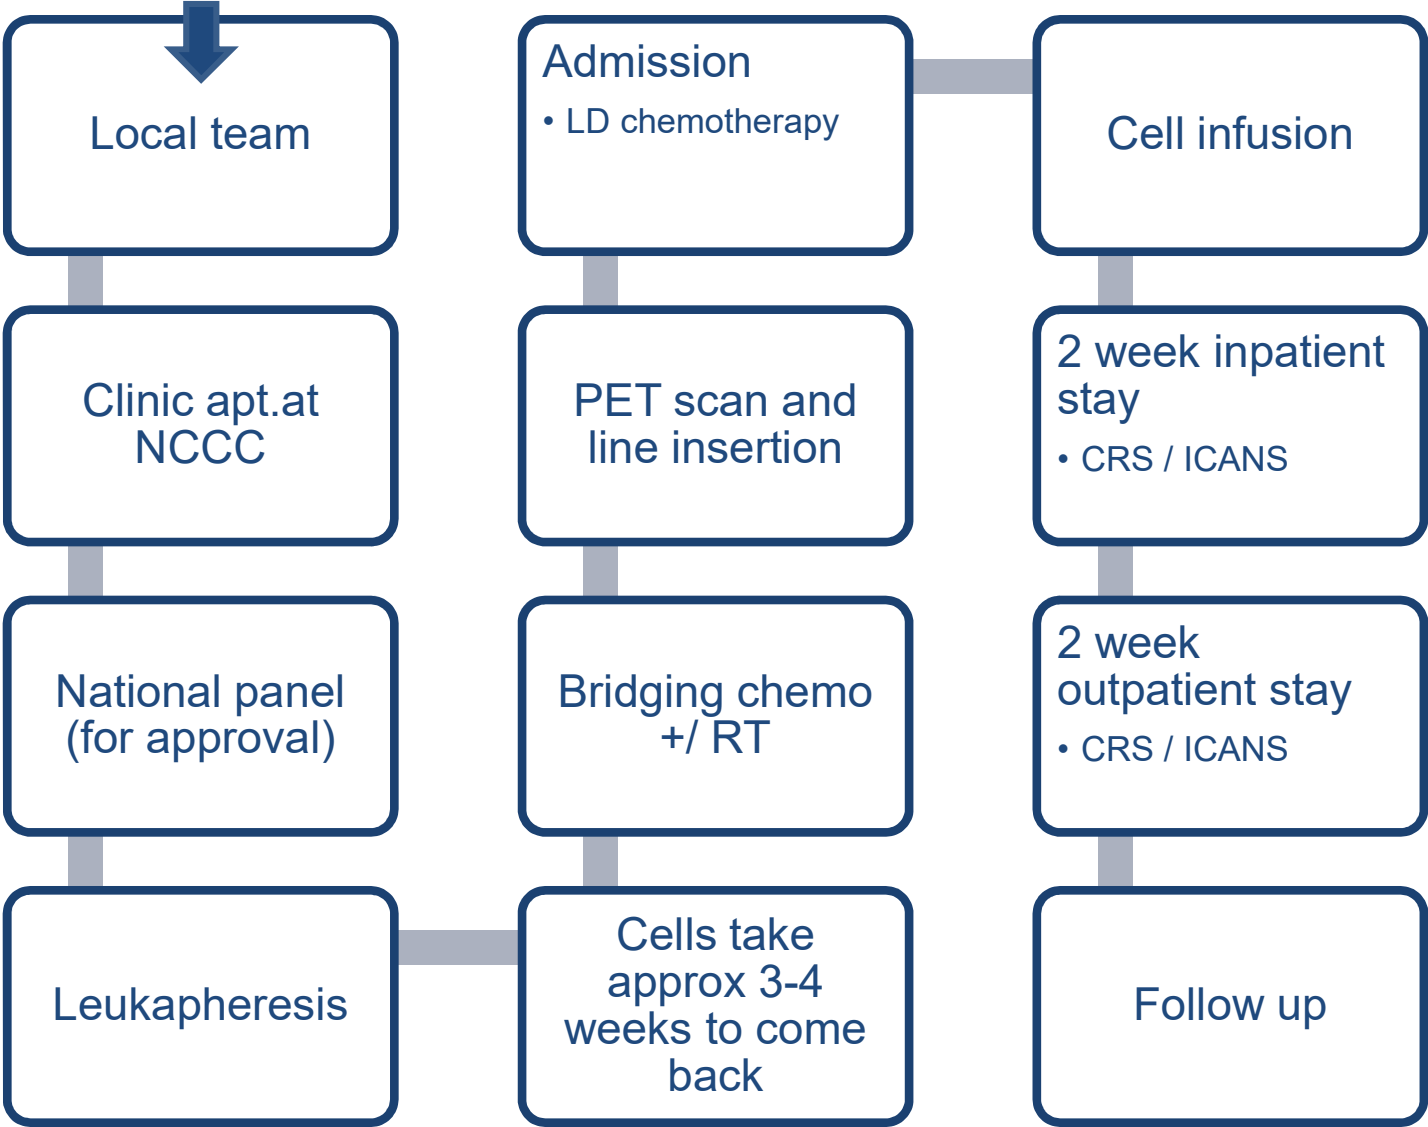 Local team
Clinic apt.at
NCCC
National panel
(for approval)
Leukapheresis
Cells take
approx 3-4
weeks to come
back
Bridging chemo
+/ RT
PET scan and
line insertion
Admission
• LD chemotherapy
Cell infusion
2 week inpatient
stay
• CRS / ICANS
2 week
outpatient stay
• CRS / ICANS
Follow up